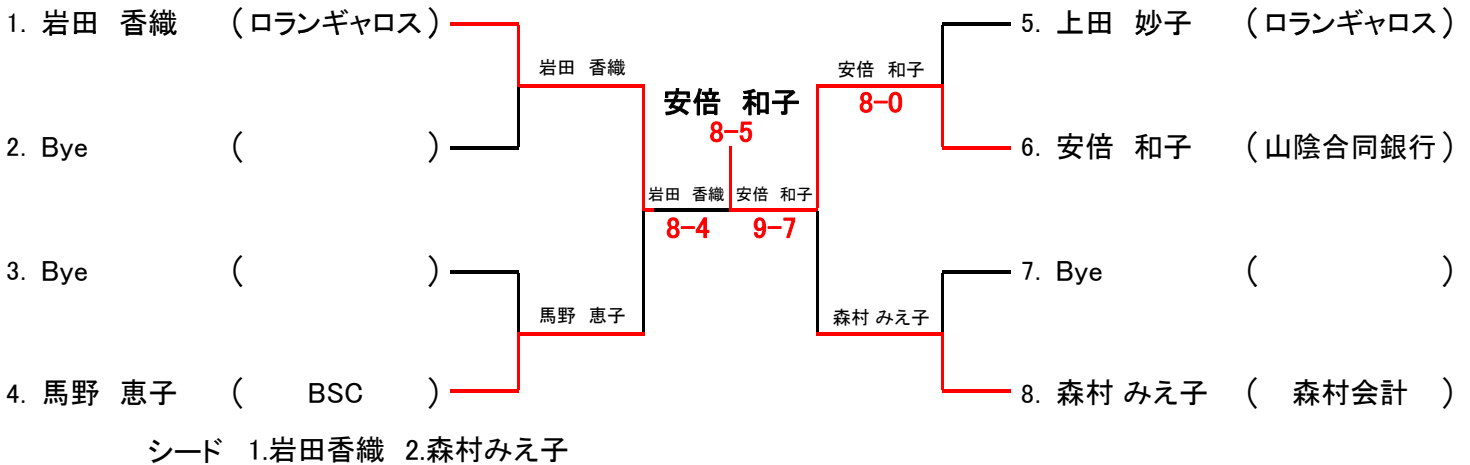 1. 岩田　香織　（ロランギャロス）
5. 上田　妙子　（ロランギャロス）
岩田　香織
安倍　和子
安倍　和子
8-0
8-5
2. Bye　（　　　）
6. 安倍　和子　（山陰合同銀行）
岩田　香織
安倍　和子
8-4
9-7
3. Bye　（　　　）
7. Bye　（　　　）
馬野　恵子
森村 みえ子
4. 馬野　恵子　（　BSC　）
8. 森村 みえ子　（　森村会計　）
シード　1.岩田香織　2.森村みえ子